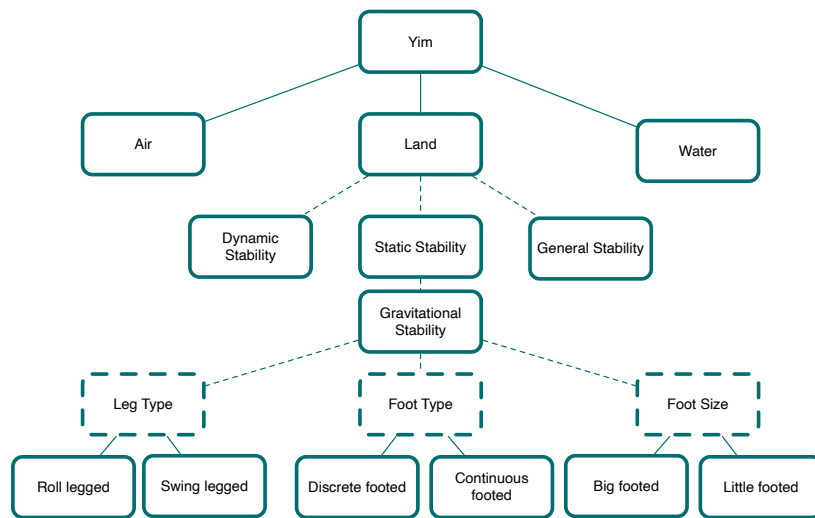 Yim
Air
Land
Water
Dynamic
Stability
Static Stability
General Stability
Gravitational
Stability
Leg Type
Foot Type
Foot Size
Roll legged
Swing legged
Discrete footed
Continuous
footed
Big footed
Little footed